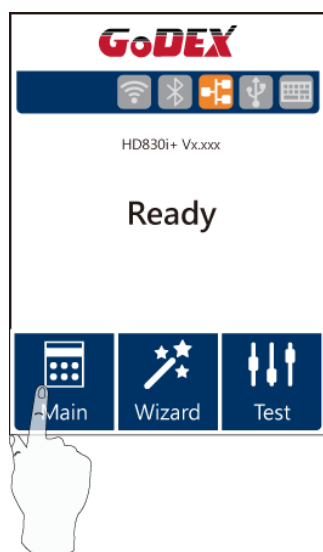 GoDEX
HD830i+ Vx.xxx
Ready
Main
Wizard
Test